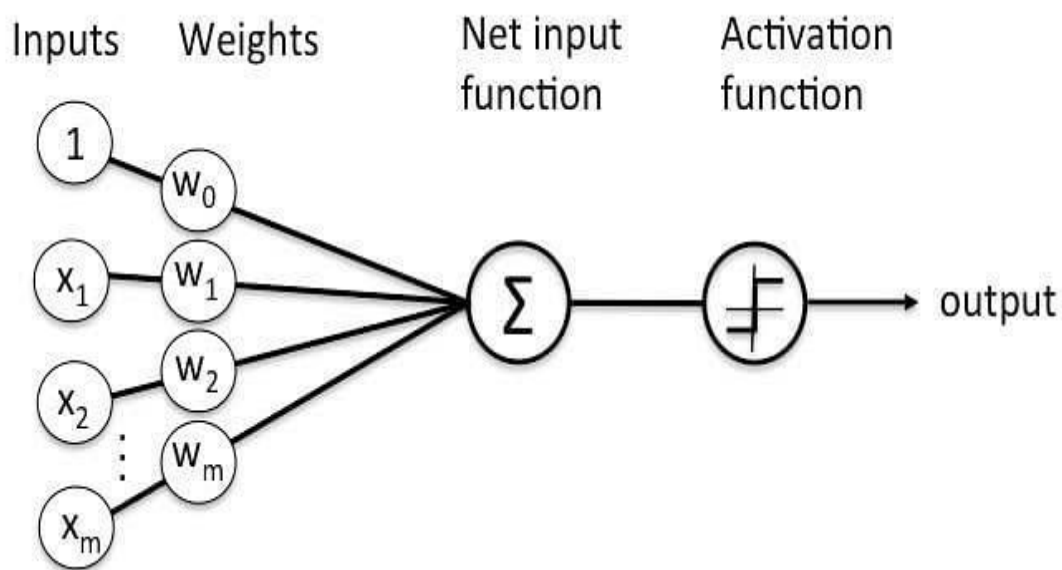 Inputs Weights Net input function Activation function
1
w0
x1 w1
Σ
output
x2 w2
⋮
wm
xm